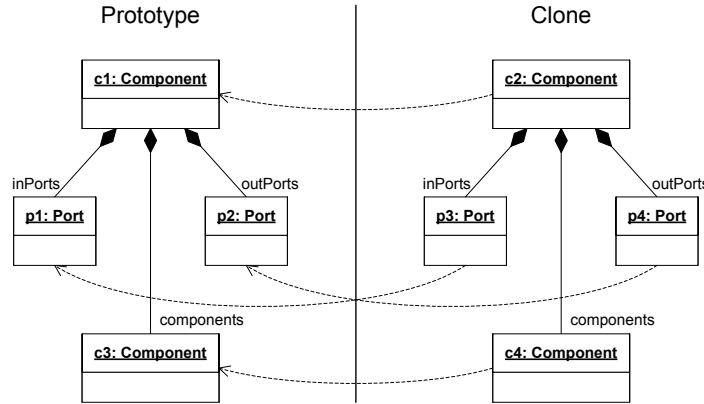 Prototype
Clone
c1: Component
c2: Component
inPorts
outPorts
inPorts
outPorts
p1: Port
p2: Port
p3: Port
p4: Port
components
components
c3: Component
c4: Component